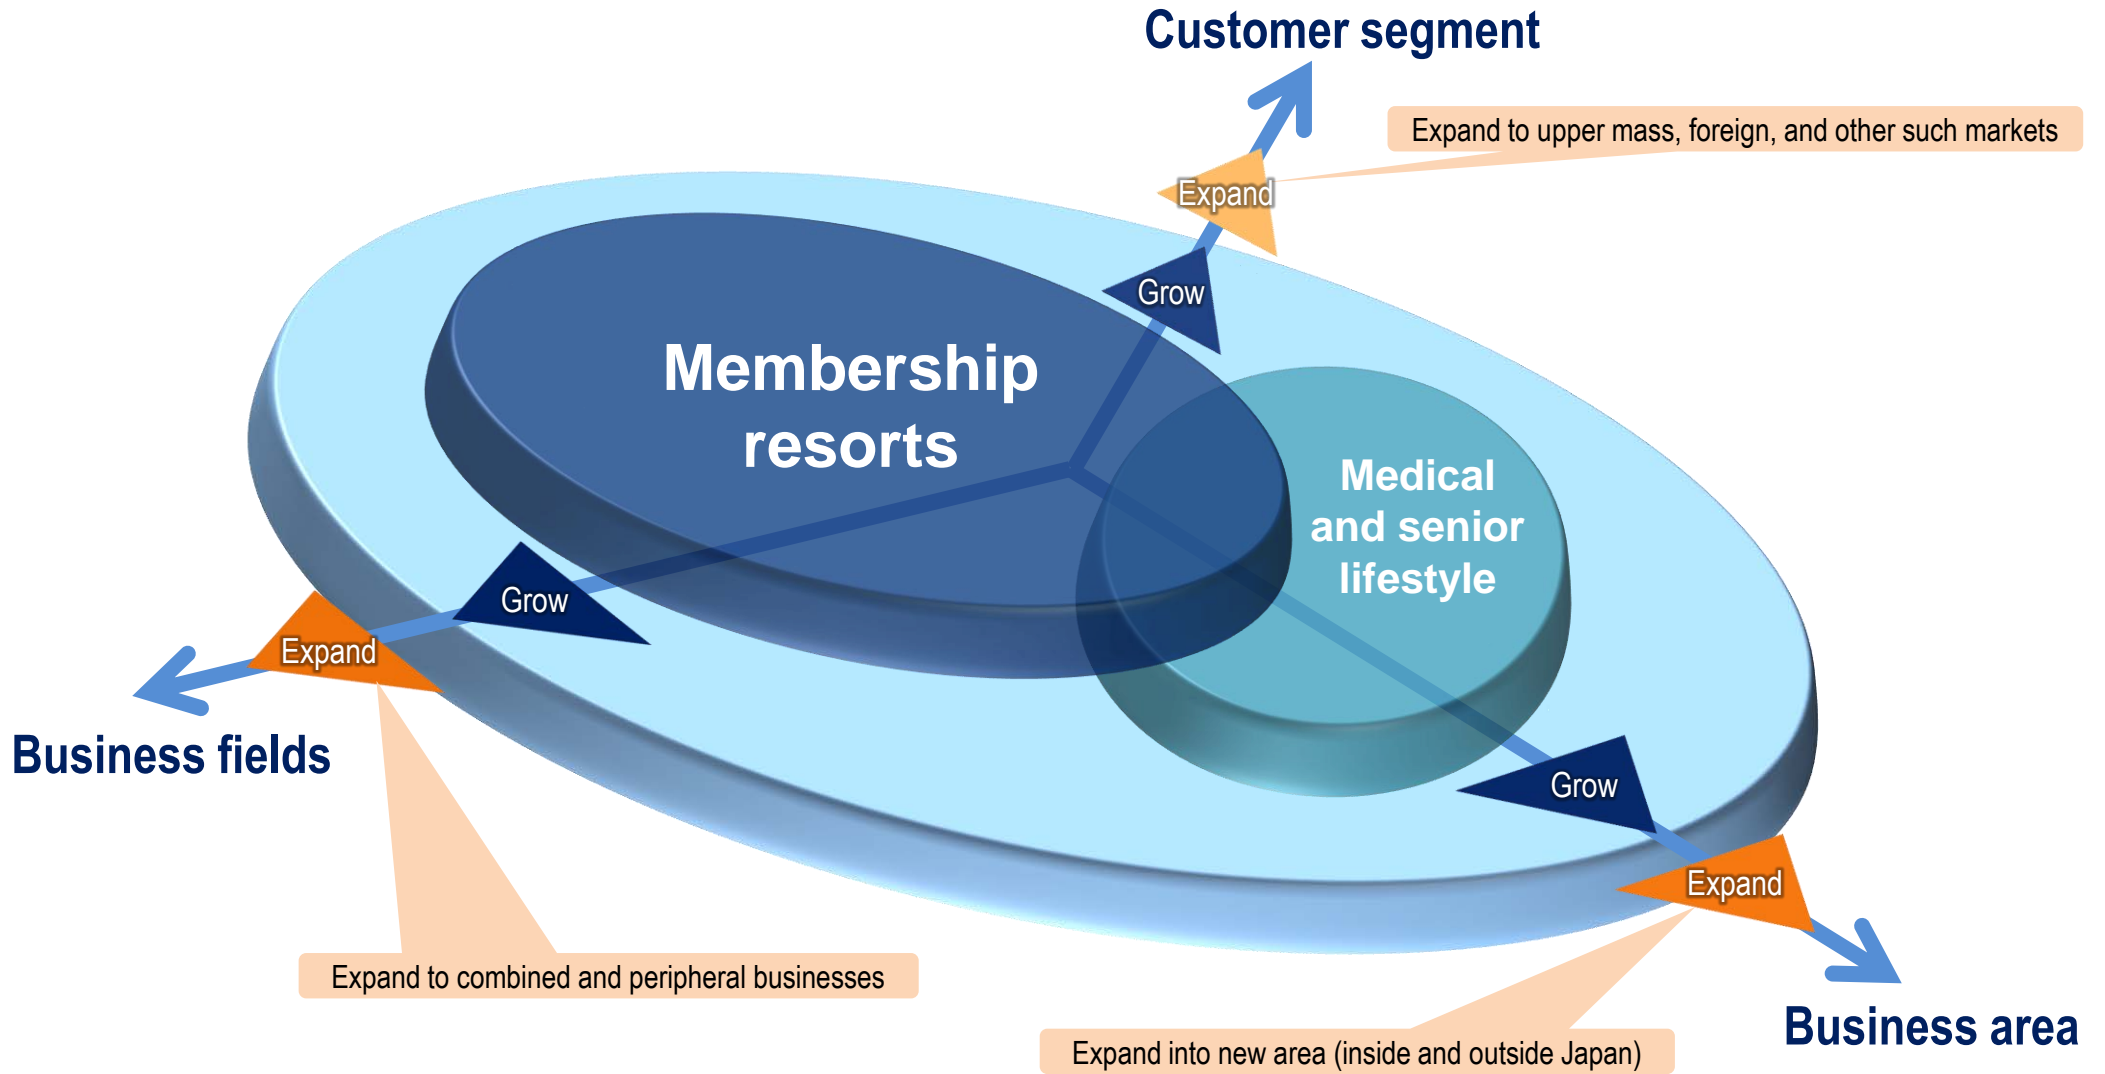 Customer segment
Expand to upper mass, foreign, and other such markets
Expand
Grow
Membership
resorts
Medical
and senior
lifestyle
Grow
Expand
Business fields
Grow
Expand
Expand to combined and peripheral businesses
Business area
Expand into new area (inside and outside Japan)